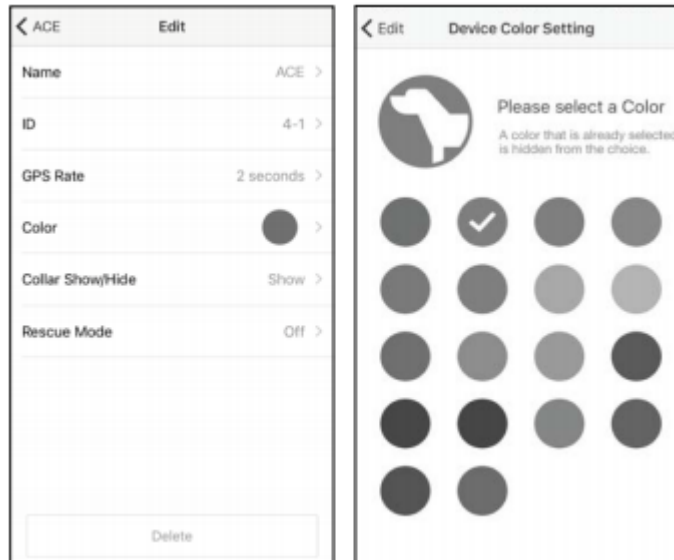 ACE
Edit
Name
ACE
ID
4-1
GPS Rate
2 seconds
Color
Collar Show/Hide
Show
Rescue Mode
Off
Delete
Edit
Device Color Setting
Please select a Color
A color that is already selected
is hidden from the choice.